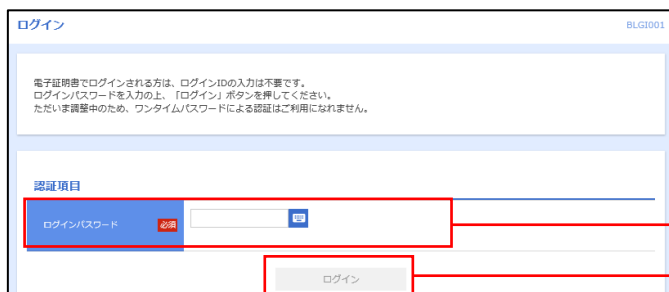 ログイン
BLGI001
電子証明書でログインされる方は、ログインIDの入力は不要です。
ログインパスワードを入力の上、「ログイン」ボタンを押してください。
ただいま調整中のため、ワンタイムパスワードによる認証はご利用になれません。
認証項目
ログインパスワード 必須
ログイン